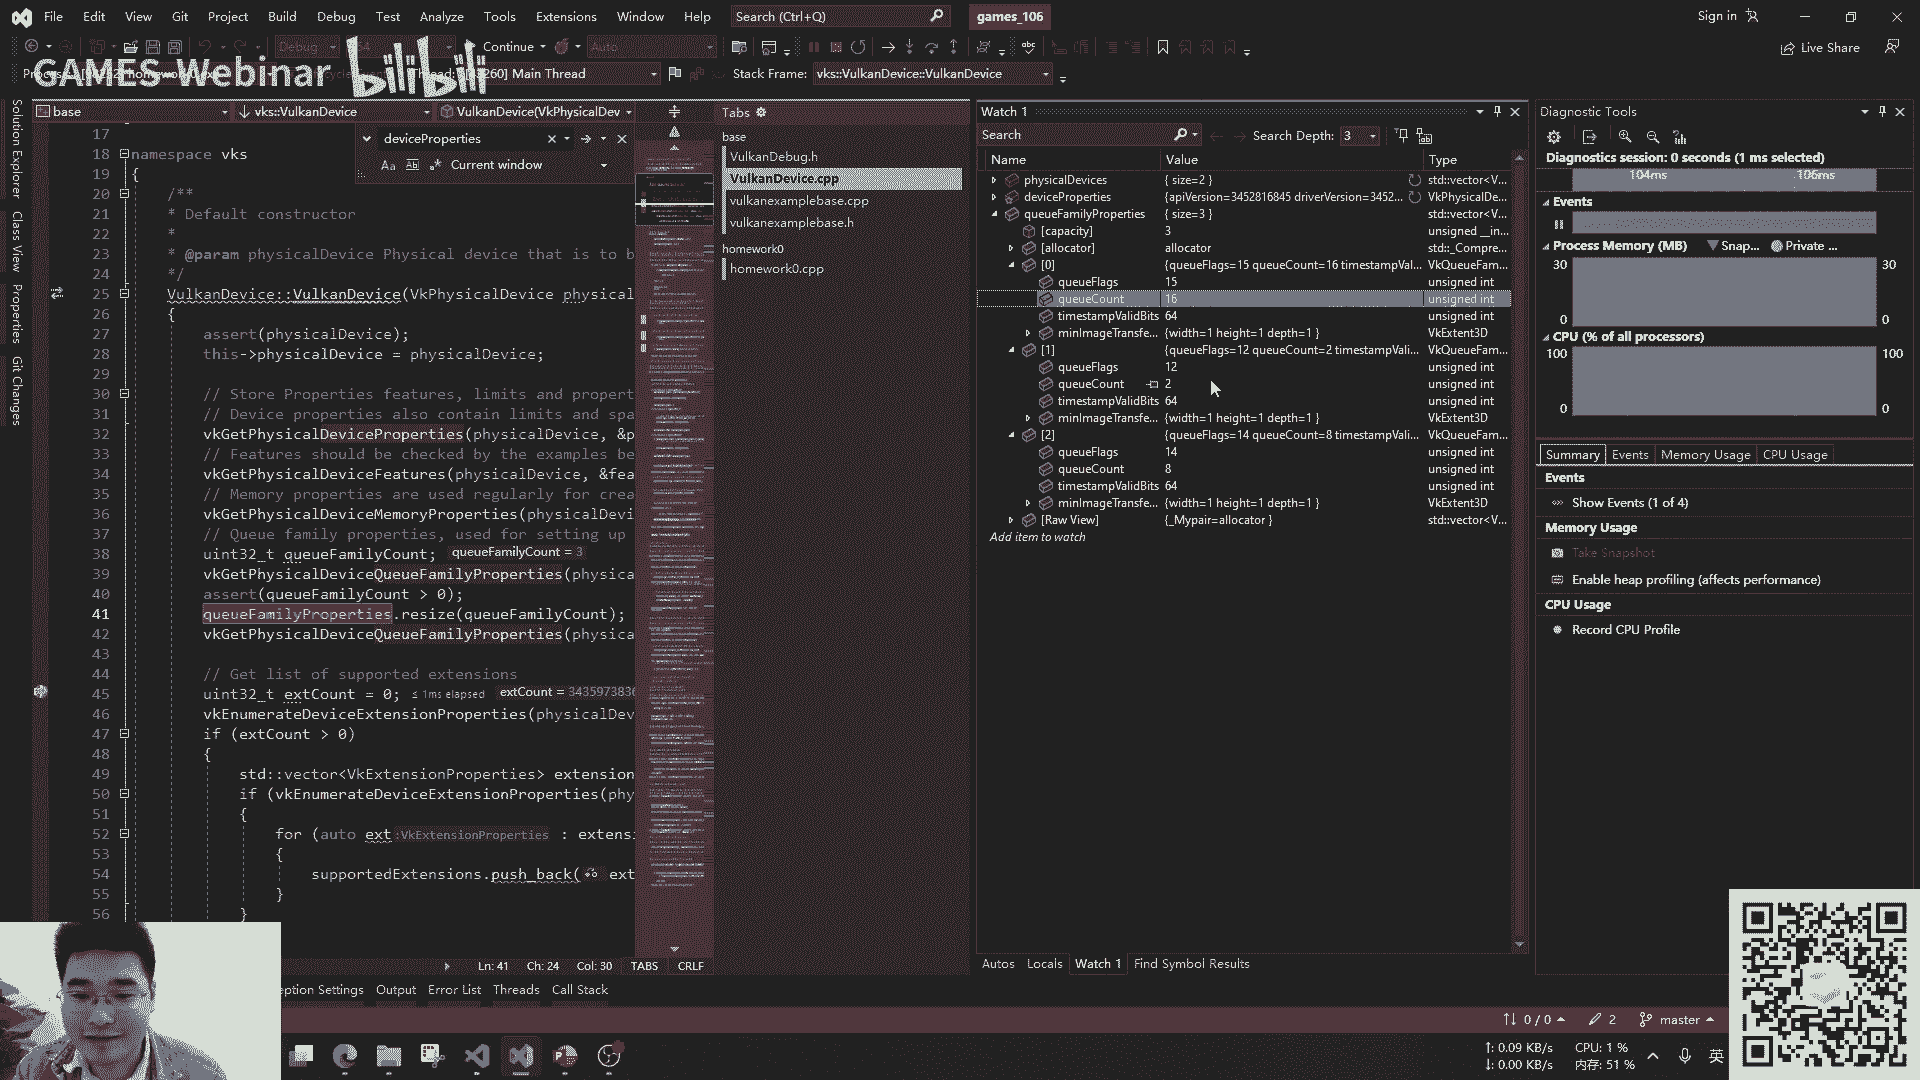 File Edit View Git Project Build Debug Test Analyze Tools Extensions Window Help Search (Ctrl+Q) games_106 Sign in
Debug Continue Auto Live Share
GAMES-Webinar bilibili
Main Thread Stack Frame: vks::VulkanDevice::VulkanDevice
Solution Explorer
Class View
Properties
Git Changes
base vks::VulkanDevice VulkanDevice(VkPhysicalDev
deviceProperties
Aa Current window
17
18 namespace vks
19 {
20 /**
21 * Default constructor
22 *
23 * @param physicalDevice Physical device that is to b
24 */
25 VulkanDevice::VulkanDevice(VkPhysicalDevice physical
26 {
27 assert(physicalDevice);
28 this->physicalDevice = physicalDevice;
29
30 // Store Properties features, limits and propert
31 // Device properties also contain limits and spa
32 vkGetPhysicalDeviceProperties(physicalDevice, &p
33 // Features should be checked by the examples be
34 vkGetPhysicalDeviceFeatures(physicalDevice, &fea
35 // Memory properties are used regularly for crea
36 vkGetPhysicalDeviceMemoryProperties(physicalDevi
37 // Queue family properties, used for setting up
38 uint32_t queueFamilyCount; queueFamilyCount = 3
39 vkGetPhysicalDeviceQueueFamilyProperties(physica
40 assert(queueFamilyCount > 0);
41 queueFamilyProperties.resize(queueFamilyCount);
42 vkGetPhysicalDeviceQueueFamilyProperties(physica
43
44 // Get list of supported extensions
45 uint32_t extCount = 0; ≤ 1ms elapsed extCount = 3435973836
46 vkEnumerateDeviceExtensionProperties(physicalDev
47 if (extCount > 0)
48 {
49 std::vector<VkExtensionProperties> extension
50 if (vkEnumerateDeviceExtensionProperties(phy
51 {
52 for (auto ext:VkExtensionProperties : extensi
53 {
54 supportedExtensions.push_back( ext
55 }
56 }
Ln: 41 Ch: 24 Col: 30 TABS CRLF
Tabs
base
VulkanDebug.h
VulkanDevice.cpp
vulkanexamplebase.cpp
vulkanexamplebase.h
homework0
homework0.cpp
Watch 1
Search Search Depth: 3
Name Value Type
physicalDevices { size=2 } std::vector<V...
deviceProperties {apiVersion=3452816845 driverVersion=3452... VkPhysicalDe...
queueFamilyProperties { size=3 } std::vector<V...
[capacity] 3 unsigned __in...
[allocator] allocator std::_Compre...
[0] {queueFlags=15 queueCount=16 timestampVal... VkQueueFam...
queueFlags 15 unsigned int
queueCount 16 unsigned int
timestampValidBits 64 unsigned int
minImageTransfe... {width=1 height=1 depth=1 } VkExtent3D
[1] {queueFlags=12 queueCount=2 timestampVali... VkQueueFam...
queueFlags 12 unsigned int
queueCount 2 unsigned int
timestampValidBits 64 unsigned int
minImageTransfe... {width=1 height=1 depth=1 } VkExtent3D
[2] {queueFlags=14 queueCount=8 timestampVali... VkQueueFam...
queueFlags 14 unsigned int
queueCount 8 unsigned int
timestampValidBits 64 unsigned int
minImageTransfe... {width=1 height=1 depth=1 } VkExtent3D
[Raw View] {_Mypair=allocator } std::vector<V...
Add item to watch
Autos Locals Watch 1 Find Symbol Results
Diagnostic Tools
Diagnostics session: 0 seconds (1 ms selected)
104ms 106ms
Events
Process Memory (MB) Snap... Private ...
30 30
0 0
CPU (% of all processors)
100 100
0 0
Summary Events Memory Usage CPU Usage
Events
Show Events (1 of 4)
Memory Usage
Take Snapshot
Enable heap profiling (affects performance)
CPU Usage
Record CPU Profile
eption Settings Output Error List Threads Call Stack
0 / 0 2 master
↑: 0.09 KB/s CPU: 1 %
↓: 0.00 KB/s 内存: 51 % 英